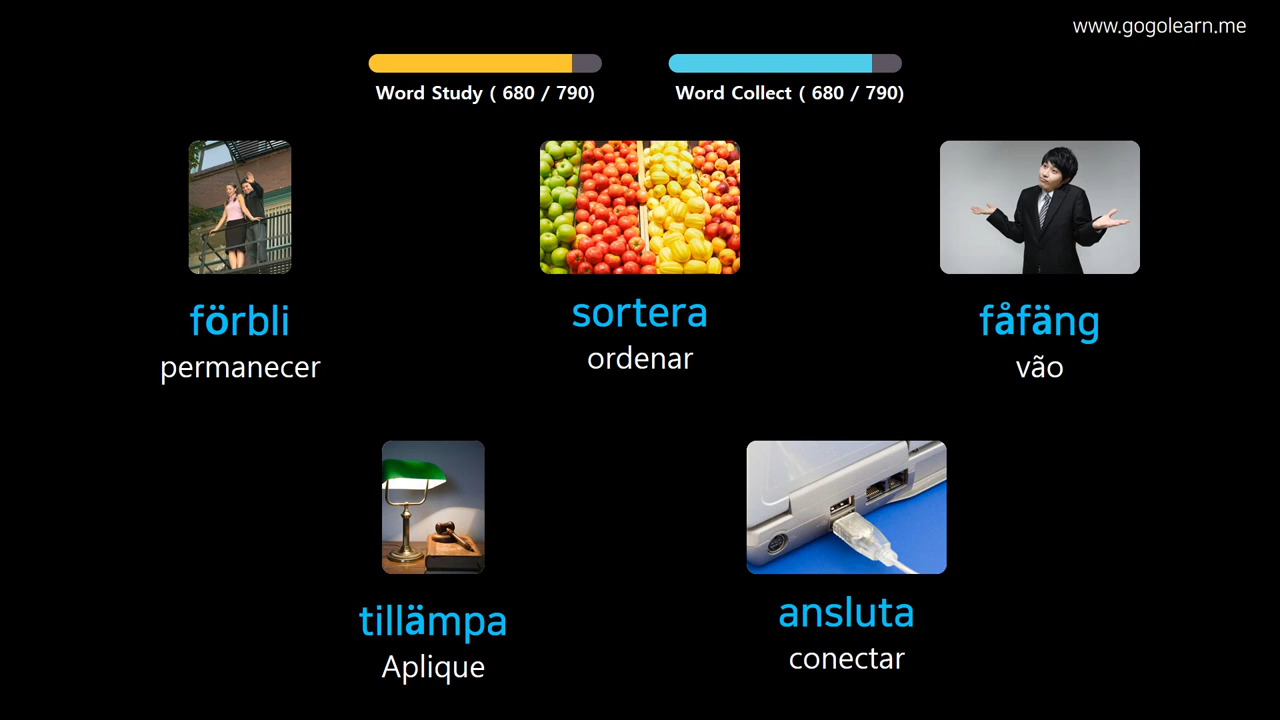 www.gogolearn.me
Word Study ( 680 / 790)
Word Collect ( 680 / 790)
förbli
permanecer
sortera
ordenar
fåfäng
vão
tillämpa
Aplique
ansluta
conectar